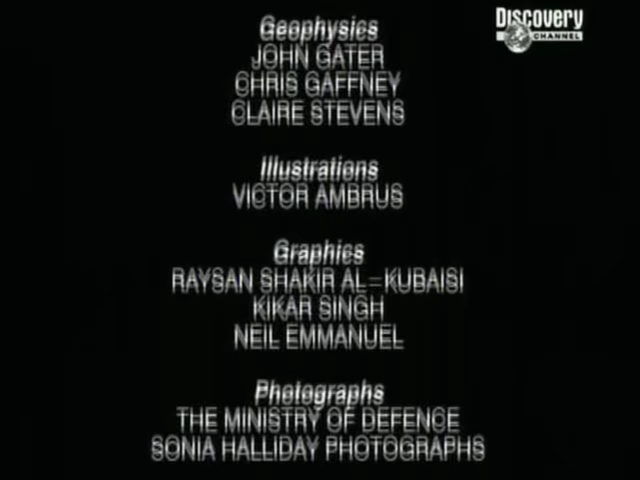 Discovery
CHANNEL
Geophysics
JOHN GATER
CHRIS GAFFNEY
CLAIRE STEVENS
Illustrations
VICTOR AMBRUS
Graphics
RAYSAN SHAKIR AL-KUBAISI
KIKAR SINGH
NEIL EMMANUEL
Photographs
THE MINISTRY OF DEFENCE
SONIA HALLIDAY PHOTOGRAPHS